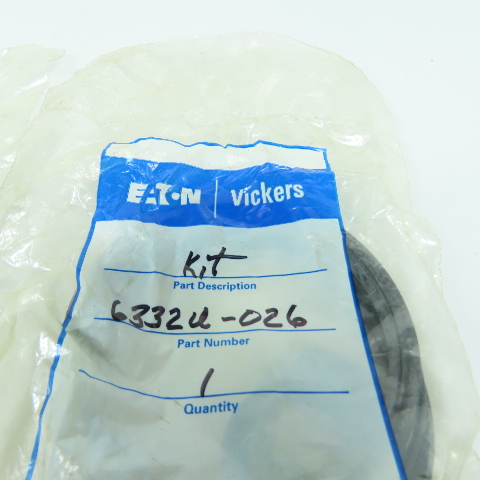 EATON | Vickers
Kit
Part Description
6332U-026
Part Number
1
Quantity